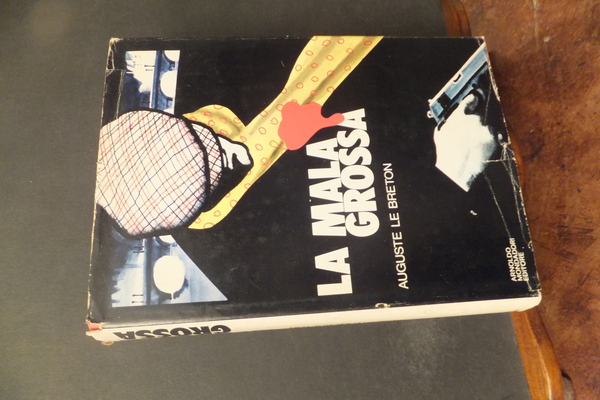 LA MALA
GROSSA
AUGUSTE LE BRETON
ARNOLDO
MONDADORI
EDITORE
GROSSA